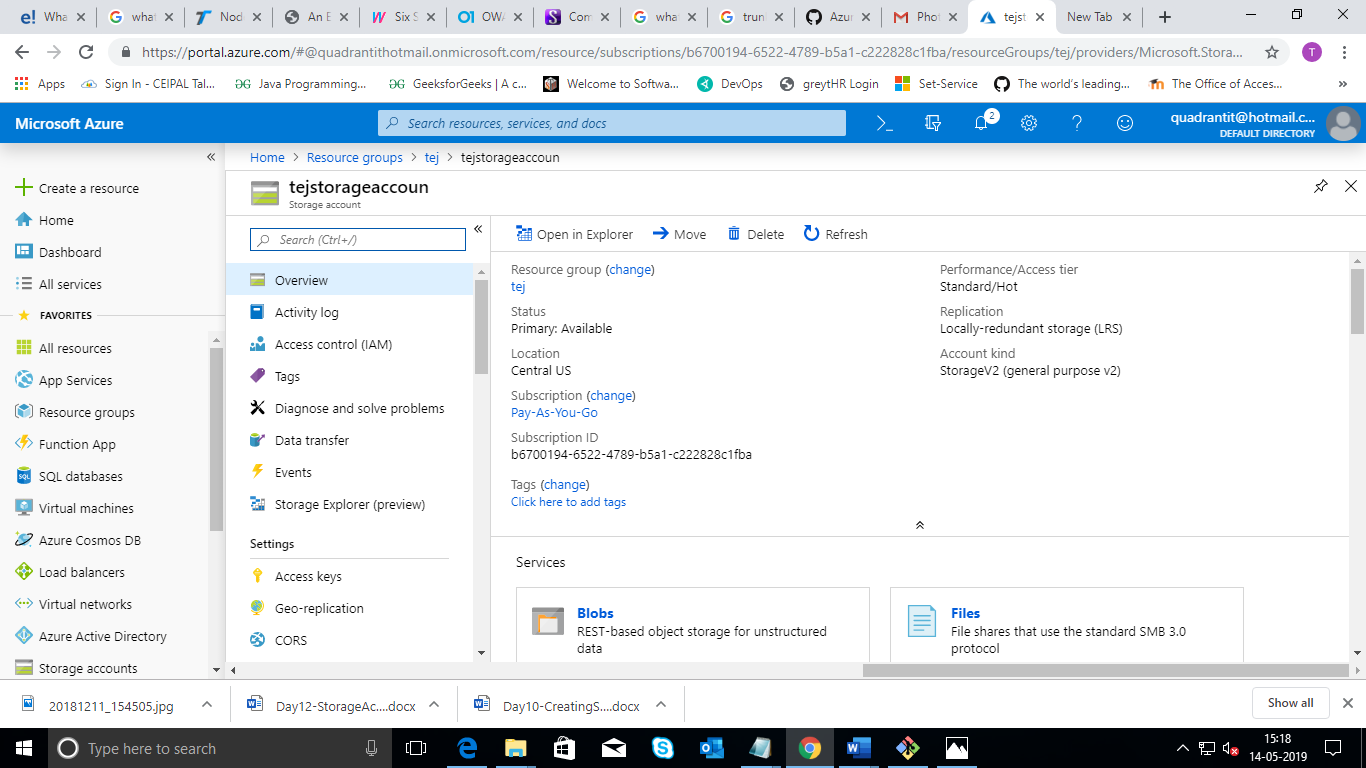 Wha
what
Nod
An E
Six S
OWA
Com
what
trun
Azur
Phot
tejst
New Tab
https://portal.azure.com/#@quadrantithotmail.onmicrosoft.com/resource/subscriptions/b6700194-6522-4789-b5a1-c222828c1fba/resourceGroups/tej/providers/Microsoft.Stora...
T
Apps
Sign In - CEIPAL Tal...
Java Programming...
GeeksforGeeks | A c...
Welcome to Softwa...
DevOps
greytHR Login
Set-Service
The world's leading...
The Office of Acces...
Microsoft Azure
Search resources, services, and docs
2
quadrantit@hotmail.c...
DEFAULT DIRECTORY
Create a resource
Home
Dashboard
All services
FAVORITES
All resources
App Services
Resource groups
Function App
SQL databases
Virtual machines
Azure Cosmos DB
Load balancers
Virtual networks
Azure Active Directory
Storage accounts
Home > Resource groups > tej > tejstorageaccoun
tejstorageaccoun
Storage account
Search (Ctrl+/)
Overview
Activity log
Access control (IAM)
Tags
Diagnose and solve problems
Data transfer
Events
Storage Explorer (preview)
Settings
Access keys
Geo-replication
CORS
Open in Explorer
Move
Delete
Refresh
Resource group (change)
tej
Status
Primary: Available
Location
Central US
Subscription (change)
Pay-As-You-Go
Subscription ID
b6700194-6522-4789-b5a1-c222828c1fba
Tags (change)
Click here to add tags
Performance/Access tier
Standard/Hot
Replication
Locally-redundant storage (LRS)
Account kind
StorageV2 (general purpose v2)
Services
Blobs
REST-based object storage for unstructured
data
Files
File shares that use the standard SMB 3.0
protocol
20181211_154505.jpg
Day12-StorageAc....docx
Day10-CreatingS....docx
Show all
Type here to search
15:18
14-05-2019